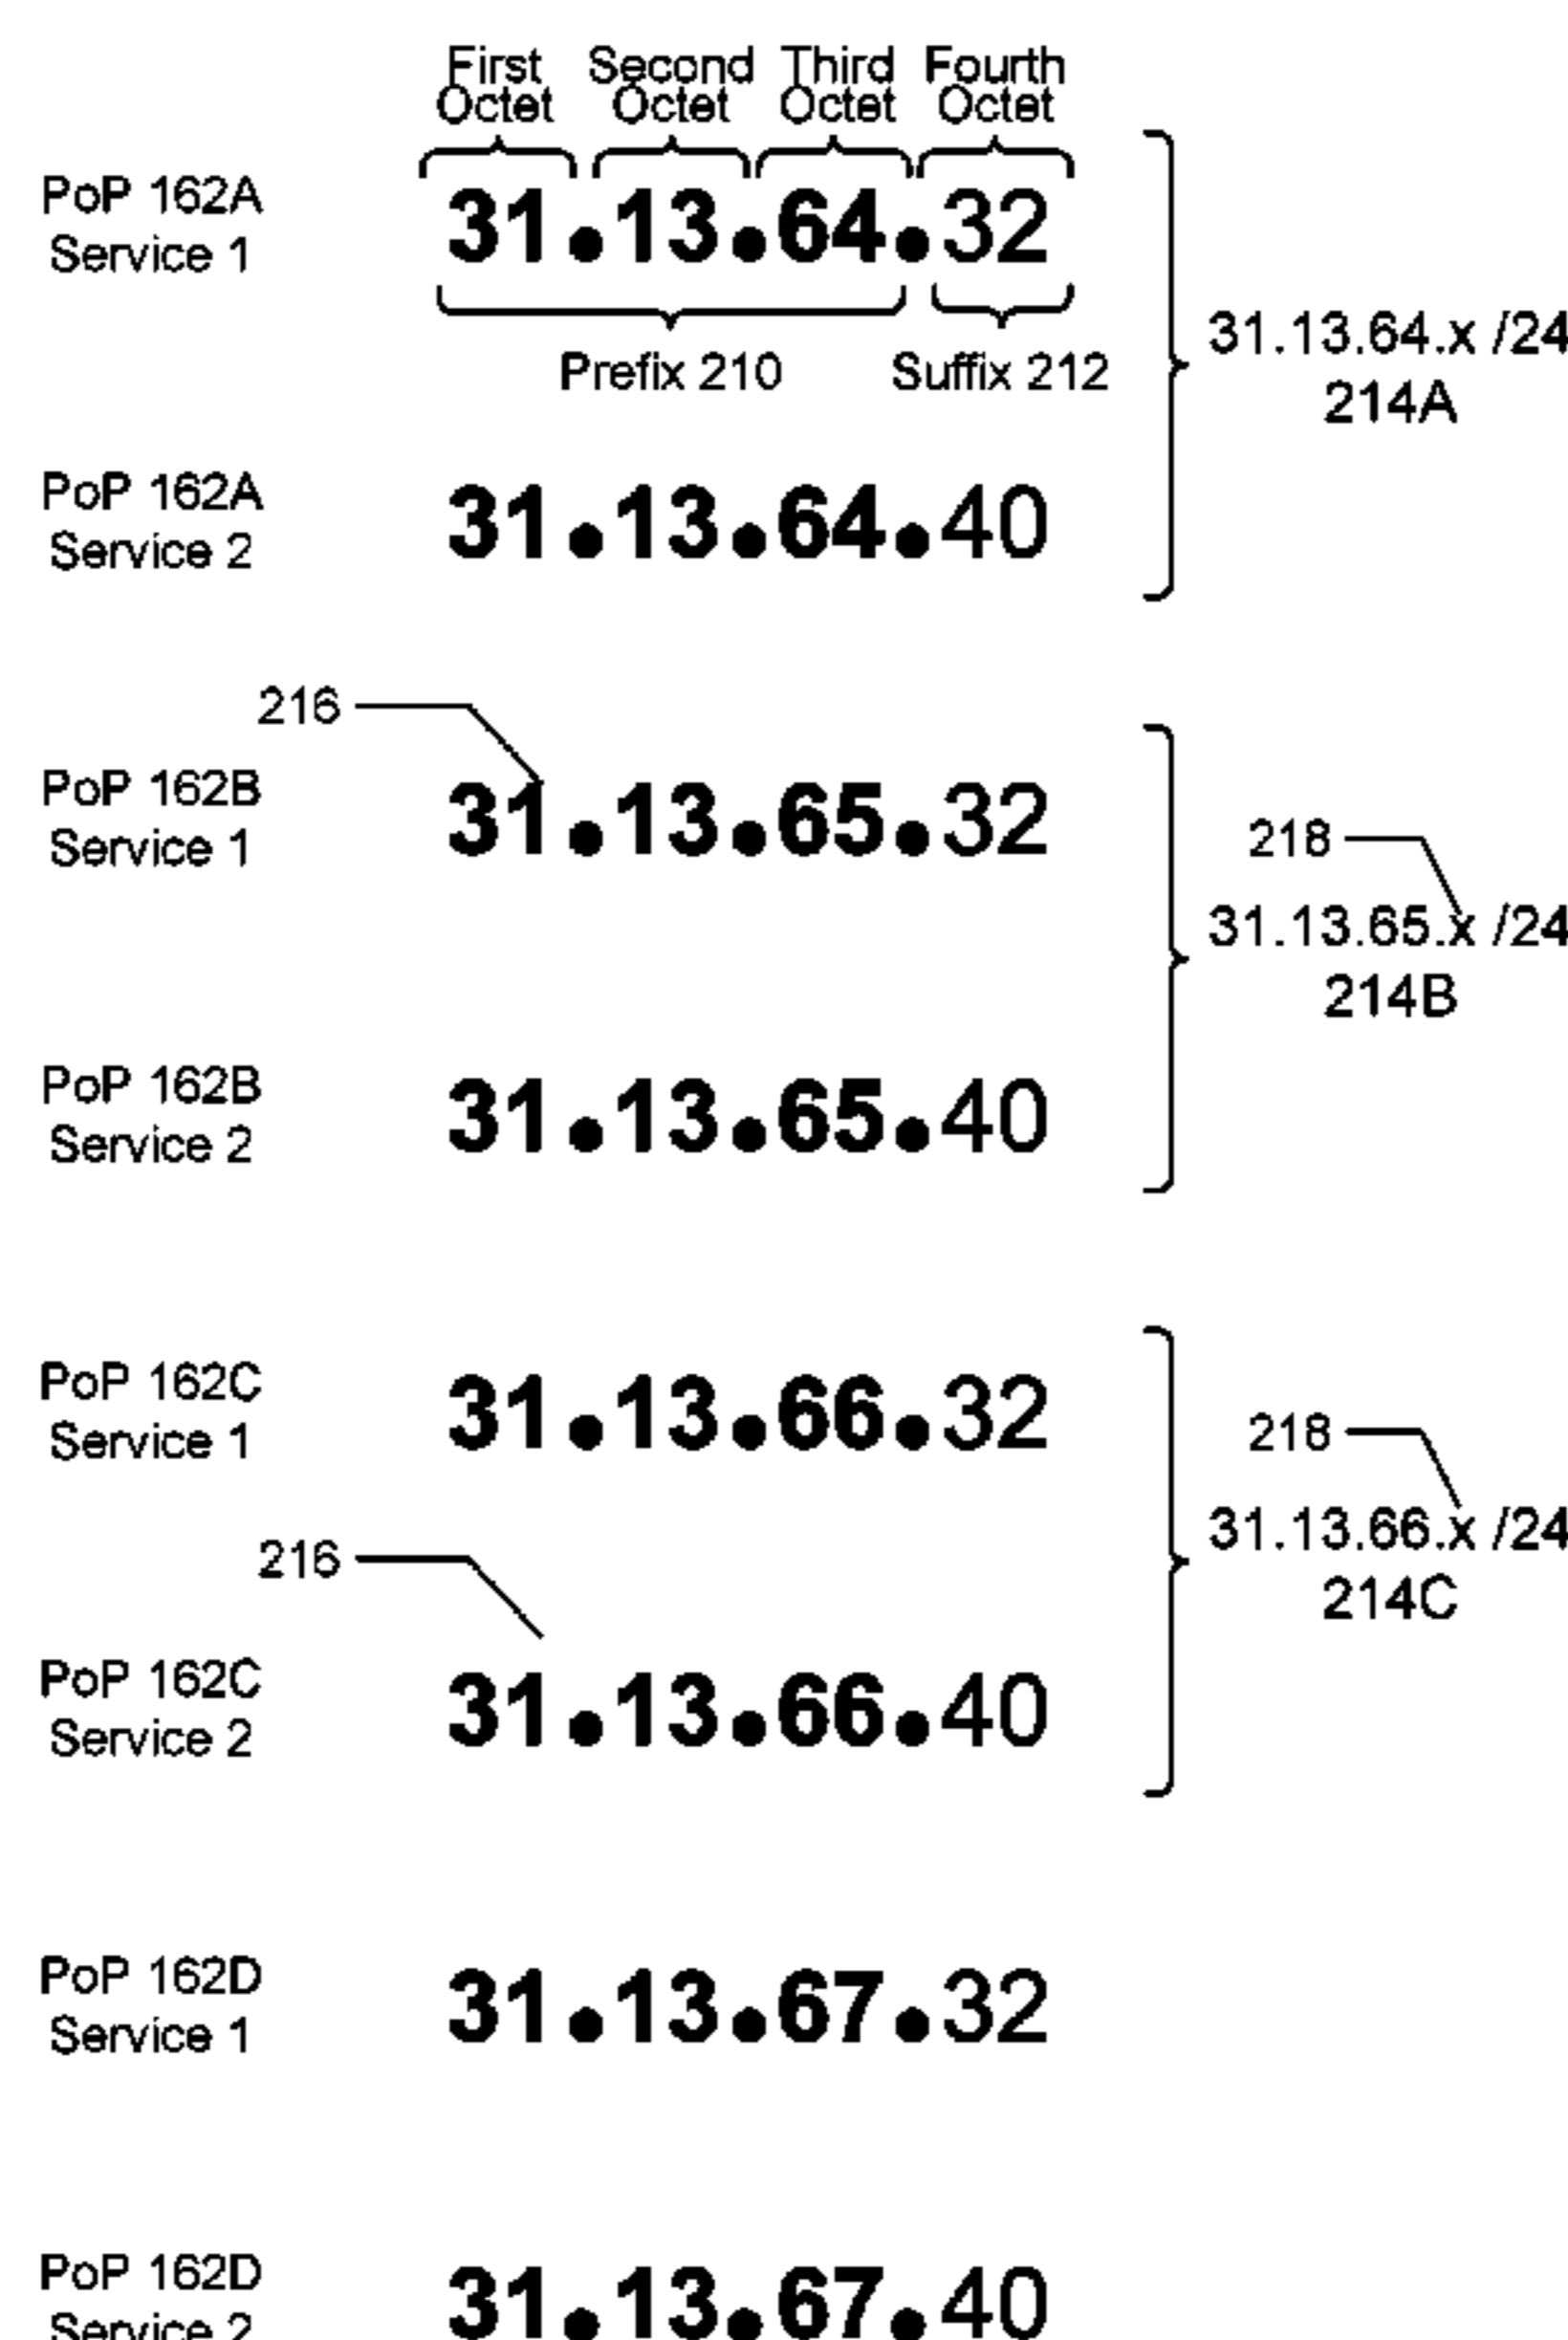 First Second Third Fourth
Octet Octet Octet Octet
PoP 162A
Service 1
31.13.64.32
Prefix 210 Suffix 212
31.13.64.x /24
214A
PoP 162A
Service 2
31.13.64.40
216
PoP 162B
Service 1
31.13.65.32
218
31.13.65.x /24
214B
PoP 162B
Service 2
31.13.65.40
PoP 162C
Service 1
31.13.66.32
218
31.13.66.x /24
214C
216
PoP 162C
Service 2
31.13.66.40
PoP 162D
Service 1
31.13.67.32
PoP 162D
Service 2
31.13.67.40